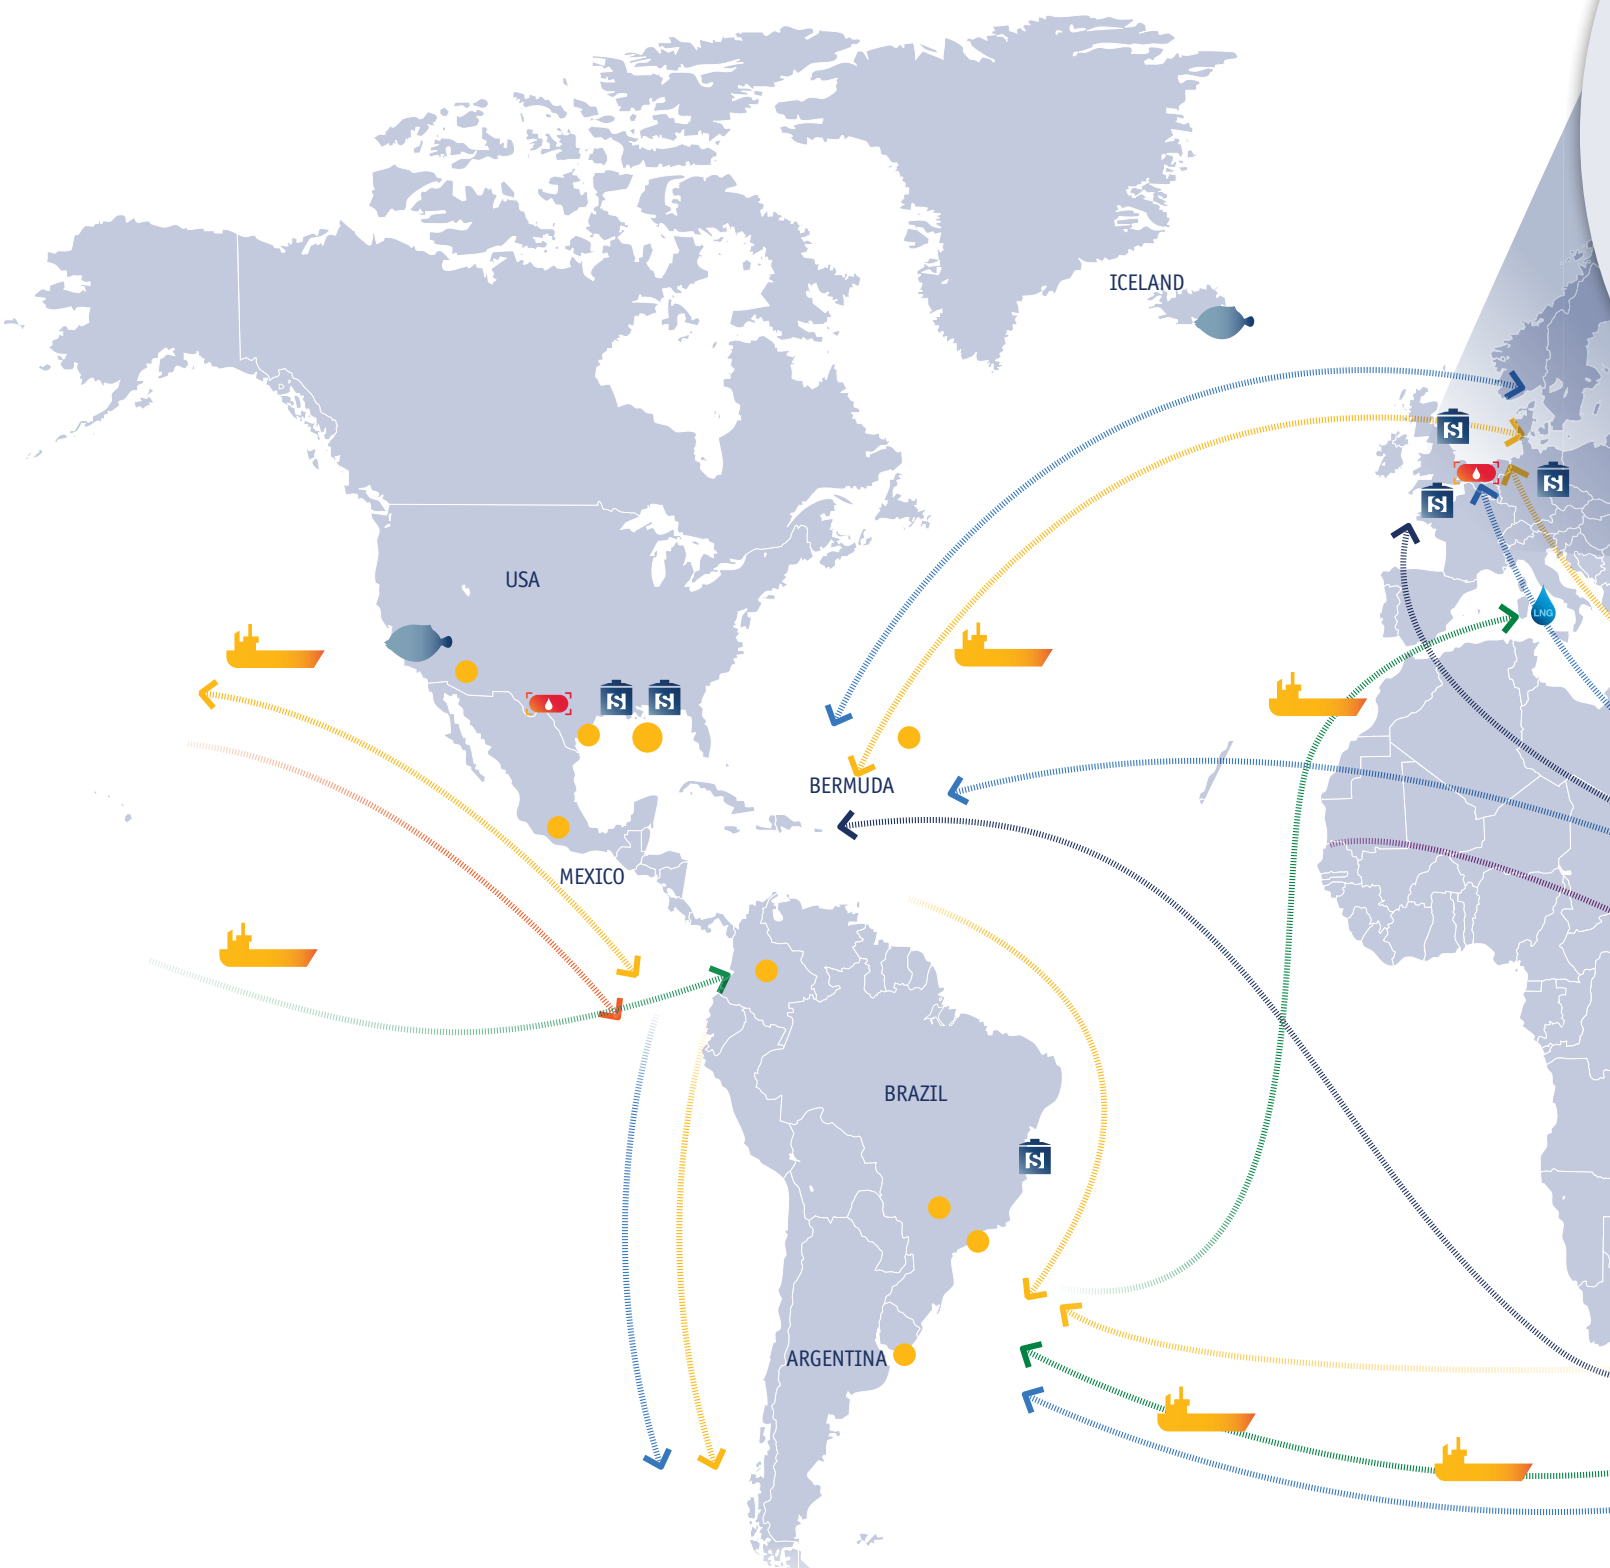 ICELAND
S
S
S
USA
LNG
S
S
BERMUDA
MEXICO
BRAZIL
S
ARGENTINA